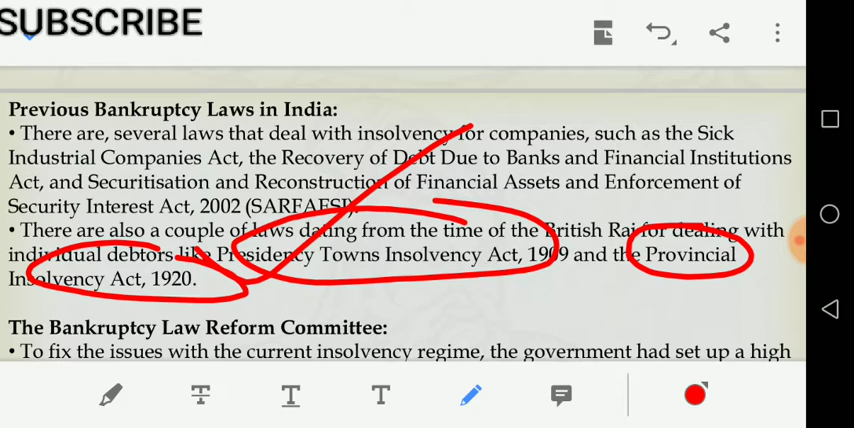 SUBSCRIBE
Previous Bankruptcy Laws in India:
• There are, several laws that deal with insolvency for companies, such as the Sick
Industrial Companies Act, the Recovery of Debt Due to Banks and Financial Institutions
Act, and Securitisation and Reconstruction of Financial Assets and Enforcement of
Security Interest Act, 2002 (SARFAESI).
• There are also a couple of laws dating from the time of the British Raj for dealing with
individual debtors like Presidency Towns Insolvency Act, 1909 and the Provincial
Insolvency Act, 1920.
The Bankruptcy Law Reform Committee:
• To fix the issues with the current insolvency regime, the government had set up a high
T T T